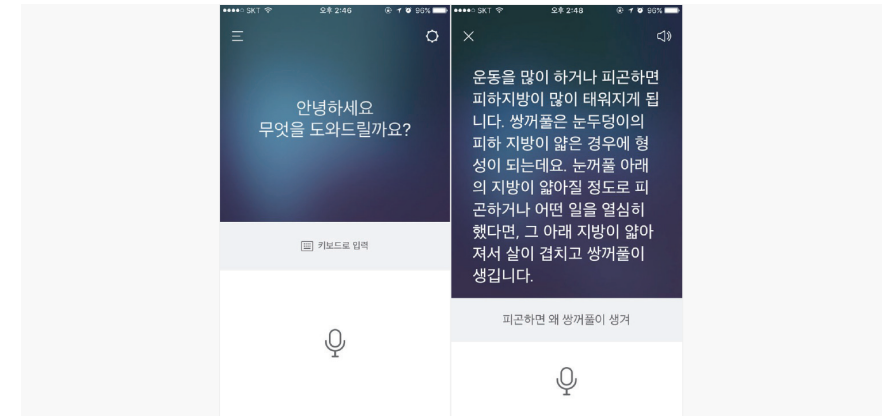 SKT 오후 2:46 96%
안녕하세요
무엇을 도와드릴까요?
키보드로 입력
SKT 오후 2:48 96%
운동을 많이 하거나 피곤하면
피하지방이 많이 태워지게 됩
니다. 쌍꺼풀은 눈두덩이의
피하 지방이 얇은 경우에 형
성이 되는데요. 눈꺼풀 아래
의 지방이 얇아질 정도로 피
곤하거나 어떤 일을 열심히
했다면, 그 아래 지방이 얇아
져서 살이 겹치고 쌍꺼풀이
생깁니다.
피곤하면 왜 쌍꺼풀이 생겨